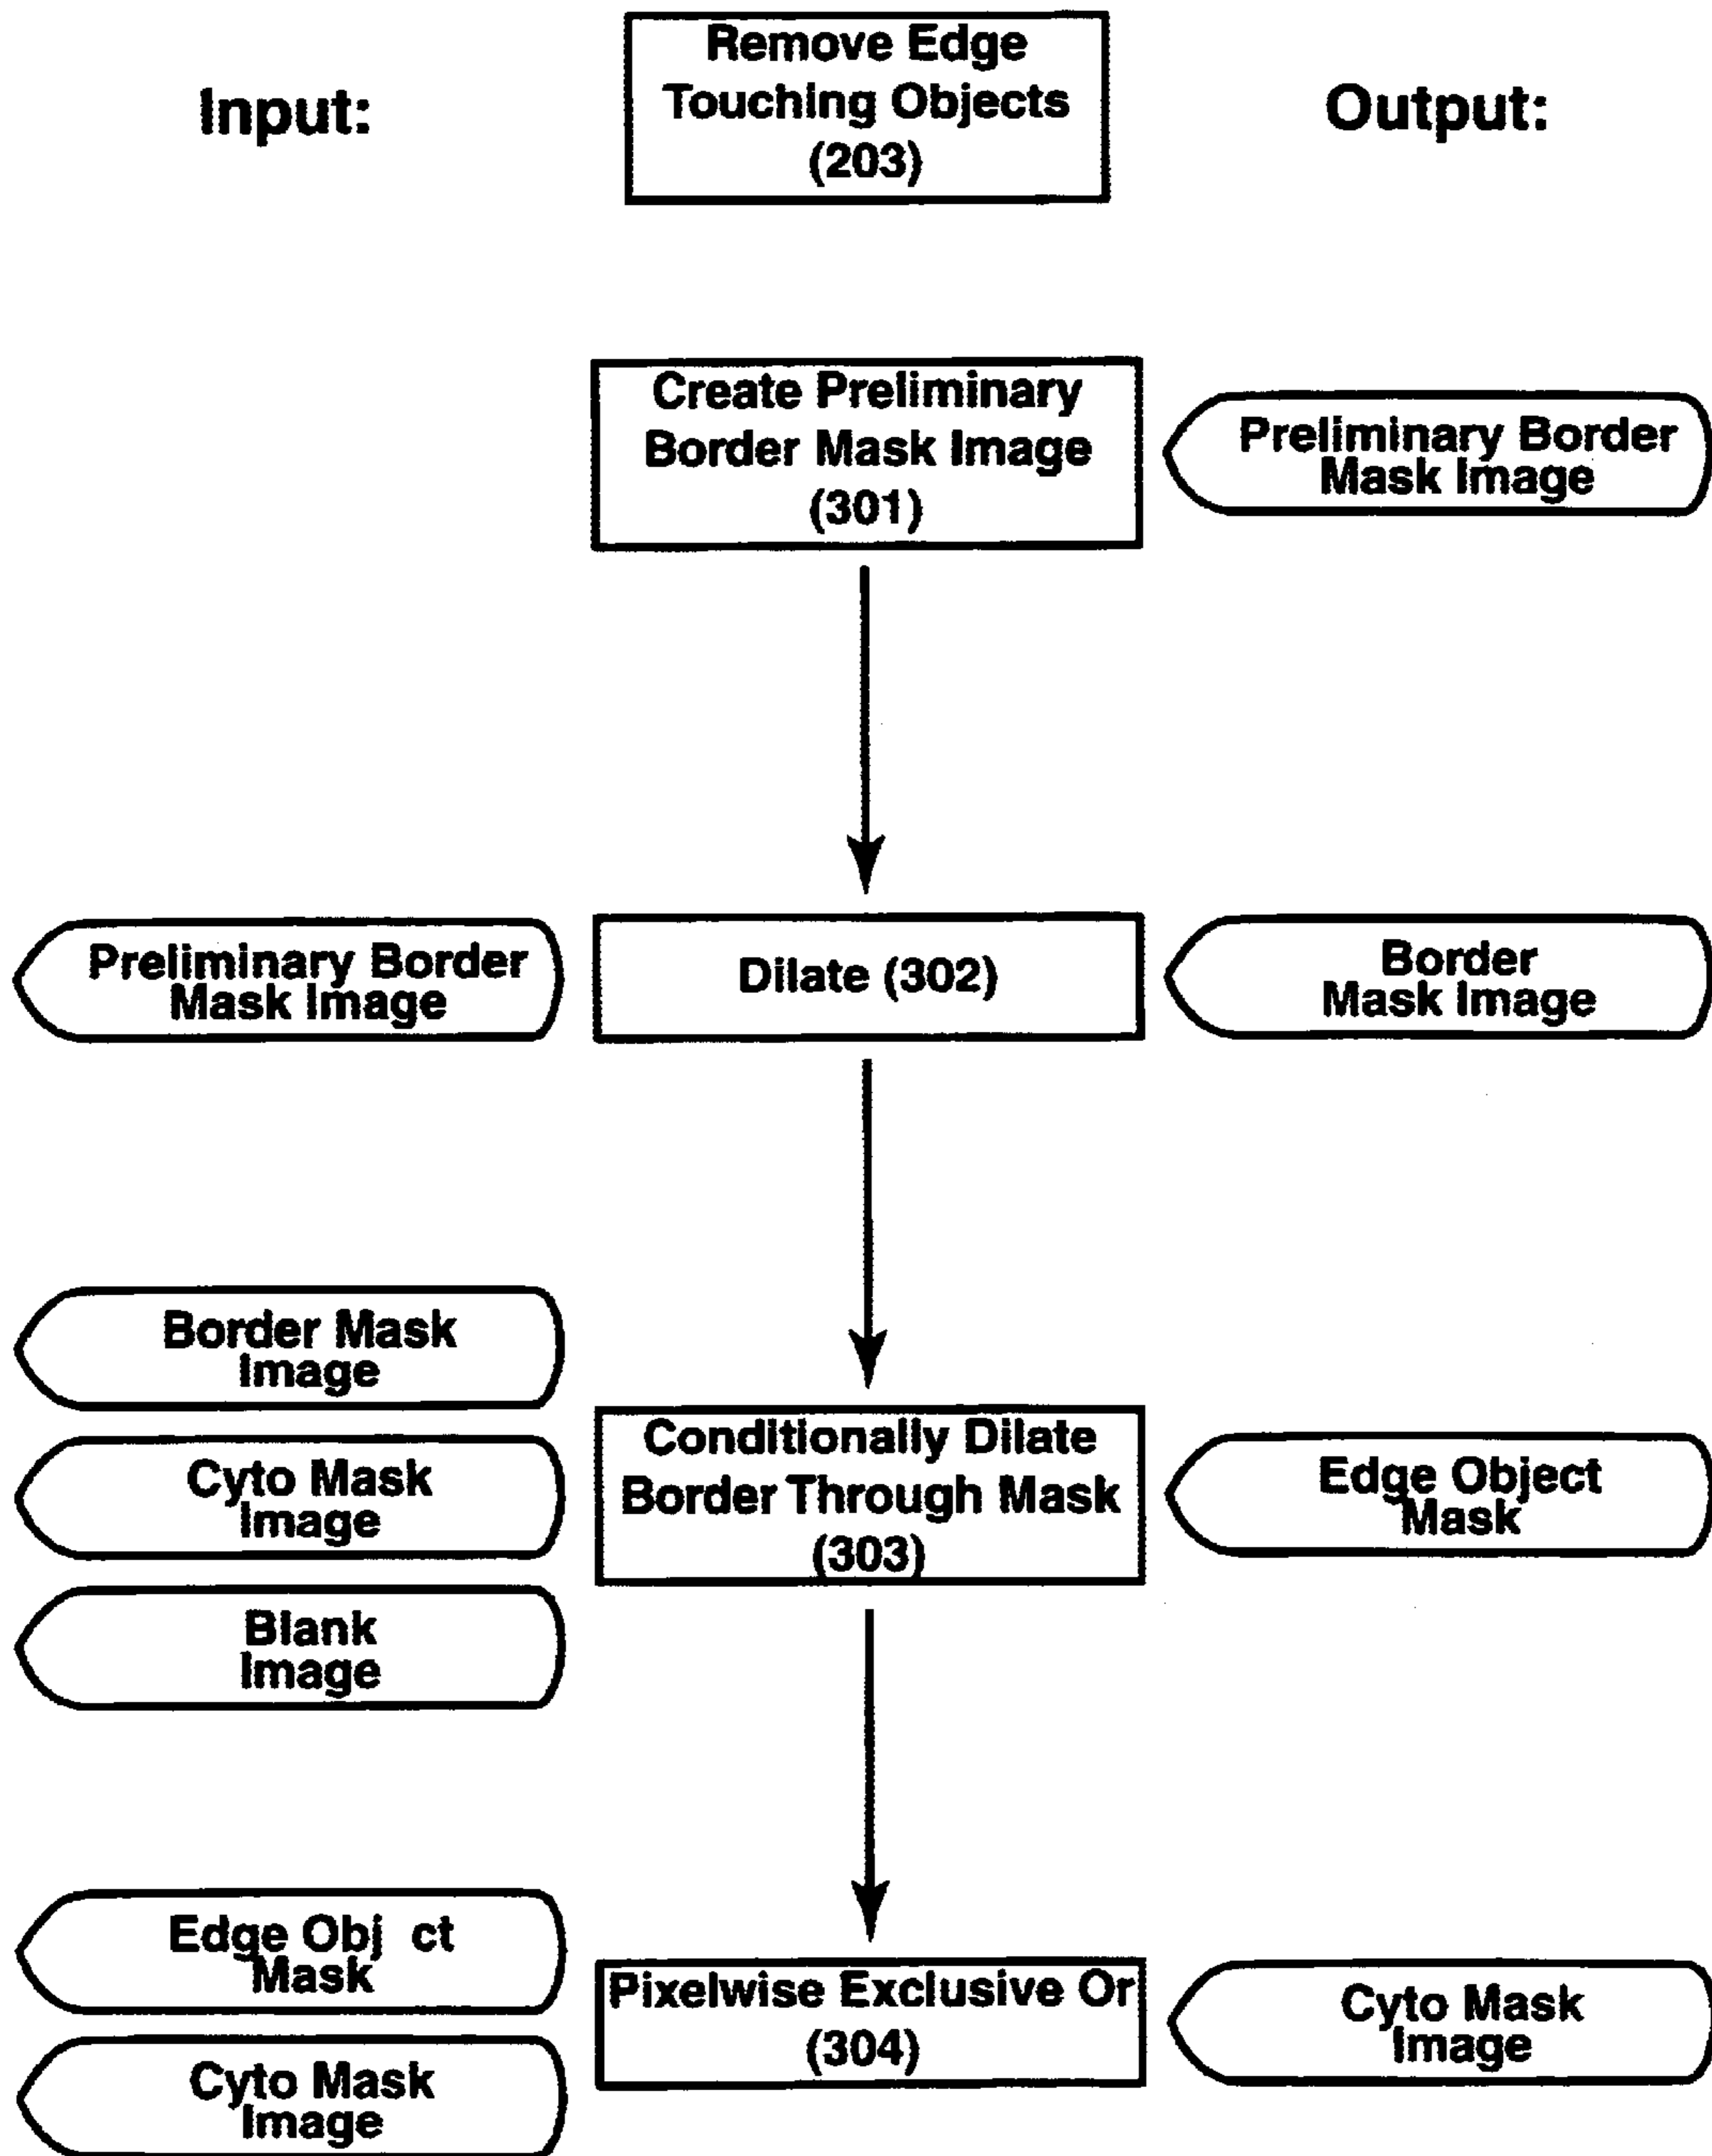 Input:
Remove Edge
Touching Objects
(203)
Output:
Create Preliminary
Border Mask Image
(301)
Preliminary Border
Mask Image
Preliminary Border
Mask Image
Dilate (302)
Border
Mask Image
Border Mask
Image
Cyto Mask
Image
Blank
Image
Conditionally Dilate
Border Through Mask
(303)
Edge Object
Mask
Edge Obj ct
Mask
Cyto Mask
Image
Pixelwise Exclusive Or
(304)
Cyto Mask
Image